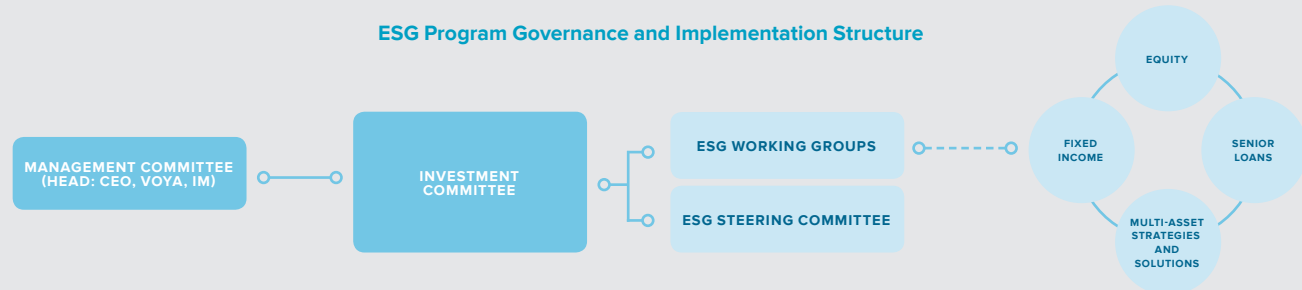 ESG Program Governance and Implementation Structure
MANAGEMENT COMMITTEE
(HEAD: CEO, VOYA, IM)
INVESTMENT
COMMITTEE
ESG WORKING GROUPS
ESG STEERING COMMITTEE
EQUITY
FIXED
INCOME
SENIOR
LOANS
MULTI-ASSET
STRATEGIES
AND
SOLUTIONS